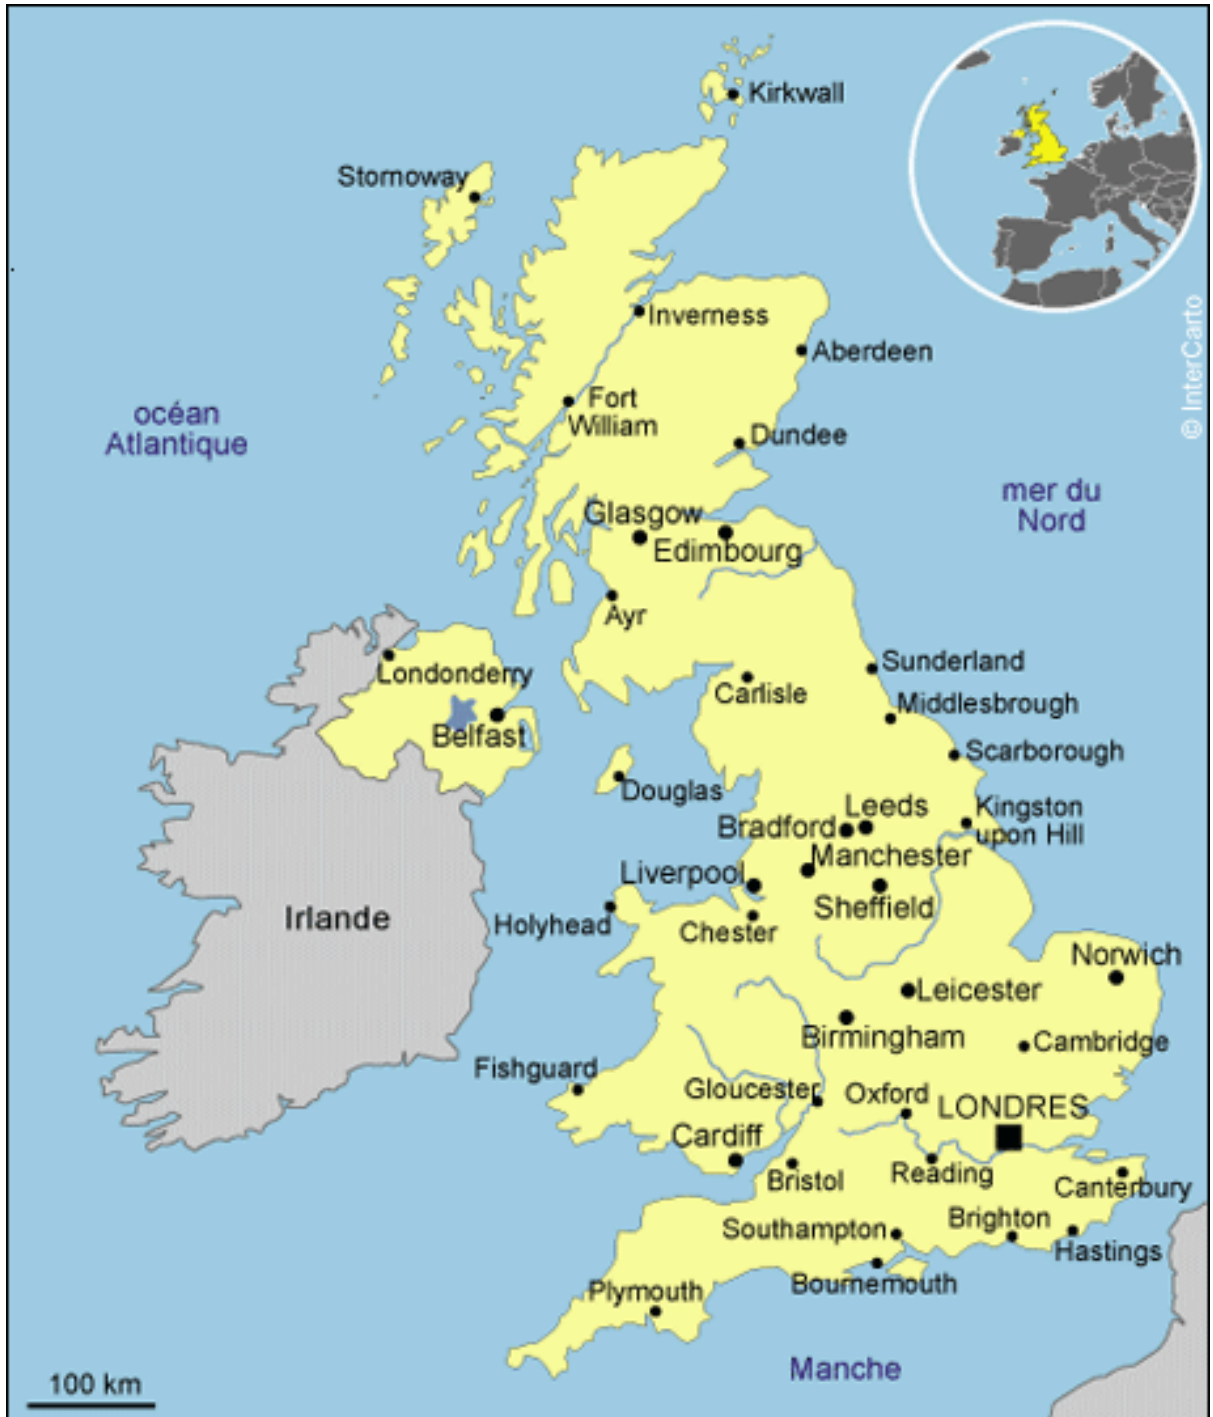 Kirkwall
Stornoway
Inverness
Aberdeen
© InterCarto
Fort
William
océan
Atlantique
Dundee
mer du
Nord
Glasgow
Edimbourg
Ayr
Londonderry
Sunderland
Carlisle
Middlesbrough
Belfast
Scarborough
Douglas
Leeds
Kingston
upon Hill
Bradford
Manchester
Liverpool
Sheffield
Irlande
Holyhead
Chester
Norwich
Leicester
Birmingham
Cambridge
Fishguard
Gloucester
Oxford
LONDRES
Cardiff
Bristol
Reading
Canterbury
Southampton
Brighton
Hastings
Bournemouth
Plymouth
Manche
100 km